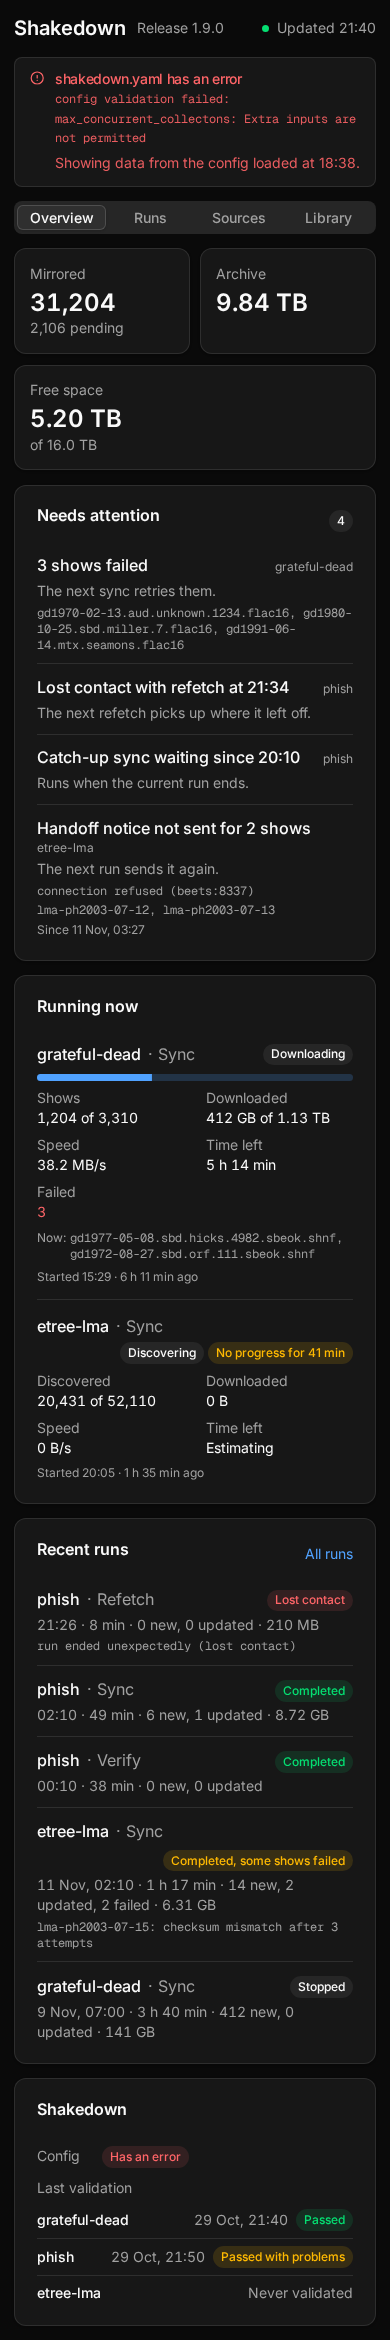 Shakedown Release 1.9.0 Updated 21:40
shakedown.yaml has an error
config validation failed:
max_concurrent_collectons: Extra inputs are
not permitted
Showing data from the config loaded at 18:38.
Overview Runs Sources Library
Mirrored
31,204
2,106 pending
Archive
9.84 TB
Free space
5.20 TB
of 16.0 TB
Needs attention 4
3 shows failed grateful-dead
The next sync retries them.
gd1970-02-13.aud.unknown.1234.flac16, gd1980-
10-25.sbd.miller.7.flac16, gd1991-06-
14.mtx.seamons.flac16
Lost contact with refetch at 21:34 phish
The next refetch picks up where it left off.
Catch-up sync waiting since 20:10 phish
Runs when the current run ends.
Handoff notice not sent for 2 shows
etree-lma
The next run sends it again.
connection refused (beets:8337)
lma-ph2003-07-12, lma-ph2003-07-13
Since 11 Nov, 03:27
Running now
grateful-dead · Sync Downloading
Shows
1,204 of 3,310
Downloaded
412 GB of 1.13 TB
Speed
38.2 MB/s
Time left
5 h 14 min
Failed
3
Now: gd1977-05-08.sbd.hicks.4982.sbeok.shnf,
gd1972-08-27.sbd.orf.111.sbeok.shnf
Started 15:29 · 6 h 11 min ago
etree-lma · Sync
Discovering No progress for 41 min
Discovered
20,431 of 52,110
Downloaded
0 B
Speed
0 B/s
Time left
Estimating
Started 20:05 · 1 h 35 min ago
Recent runs All runs
phish · Refetch Lost contact
21:26 · 8 min · 0 new, 0 updated · 210 MB
run ended unexpectedly (lost contact)
phish · Sync Completed
02:10 · 49 min · 6 new, 1 updated · 8.72 GB
phish · Verify Completed
00:10 · 38 min · 0 new, 0 updated
etree-lma · Sync
Completed, some shows failed
11 Nov, 02:10 · 1 h 17 min · 14 new, 2
updated, 2 failed · 6.31 GB
lma-ph2003-07-15: checksum mismatch after 3
attempts
grateful-dead · Sync Stopped
9 Nov, 07:00 · 3 h 40 min · 412 new, 0
updated · 141 GB
Shakedown
Config Has an error
Last validation
grateful-dead 29 Oct, 21:40 Passed
phish 29 Oct, 21:50 Passed with problems
etree-lma Never validated